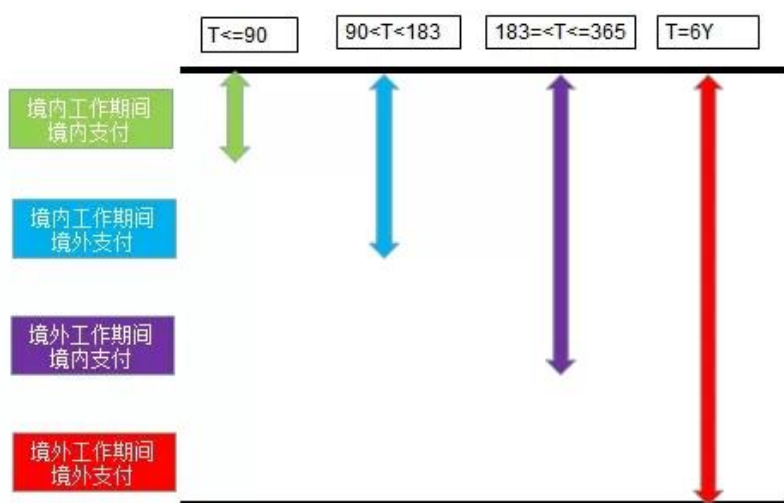 T<=90
90<T<183
183=<T<=365
T=6Y
境内工作期间
境内支付
境内工作期间
境外支付
境外工作期间
境内支付
境外工作期间
境外支付